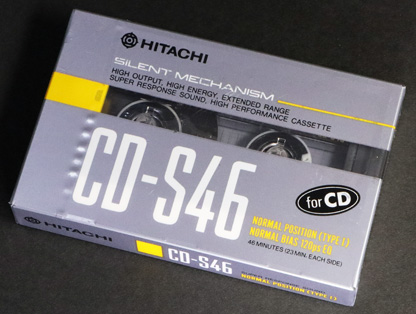 HITACHI
SILENT MECHANISM
HIGH OUTPUT, HIGH ENERGY, EXTENDED RANGE
SUPER RESPONSE SOUND, HIGH PERFORMANCE CASSETTE
CD-S46
for CD
NORMAL POSITION (TYPE I)
NORMAL BIAS 120μs EQ
46 MINUTES (23 MIN. EACH SIDE)
HITACHI
CD-S46
NORMAL POSITION (TYPE I)